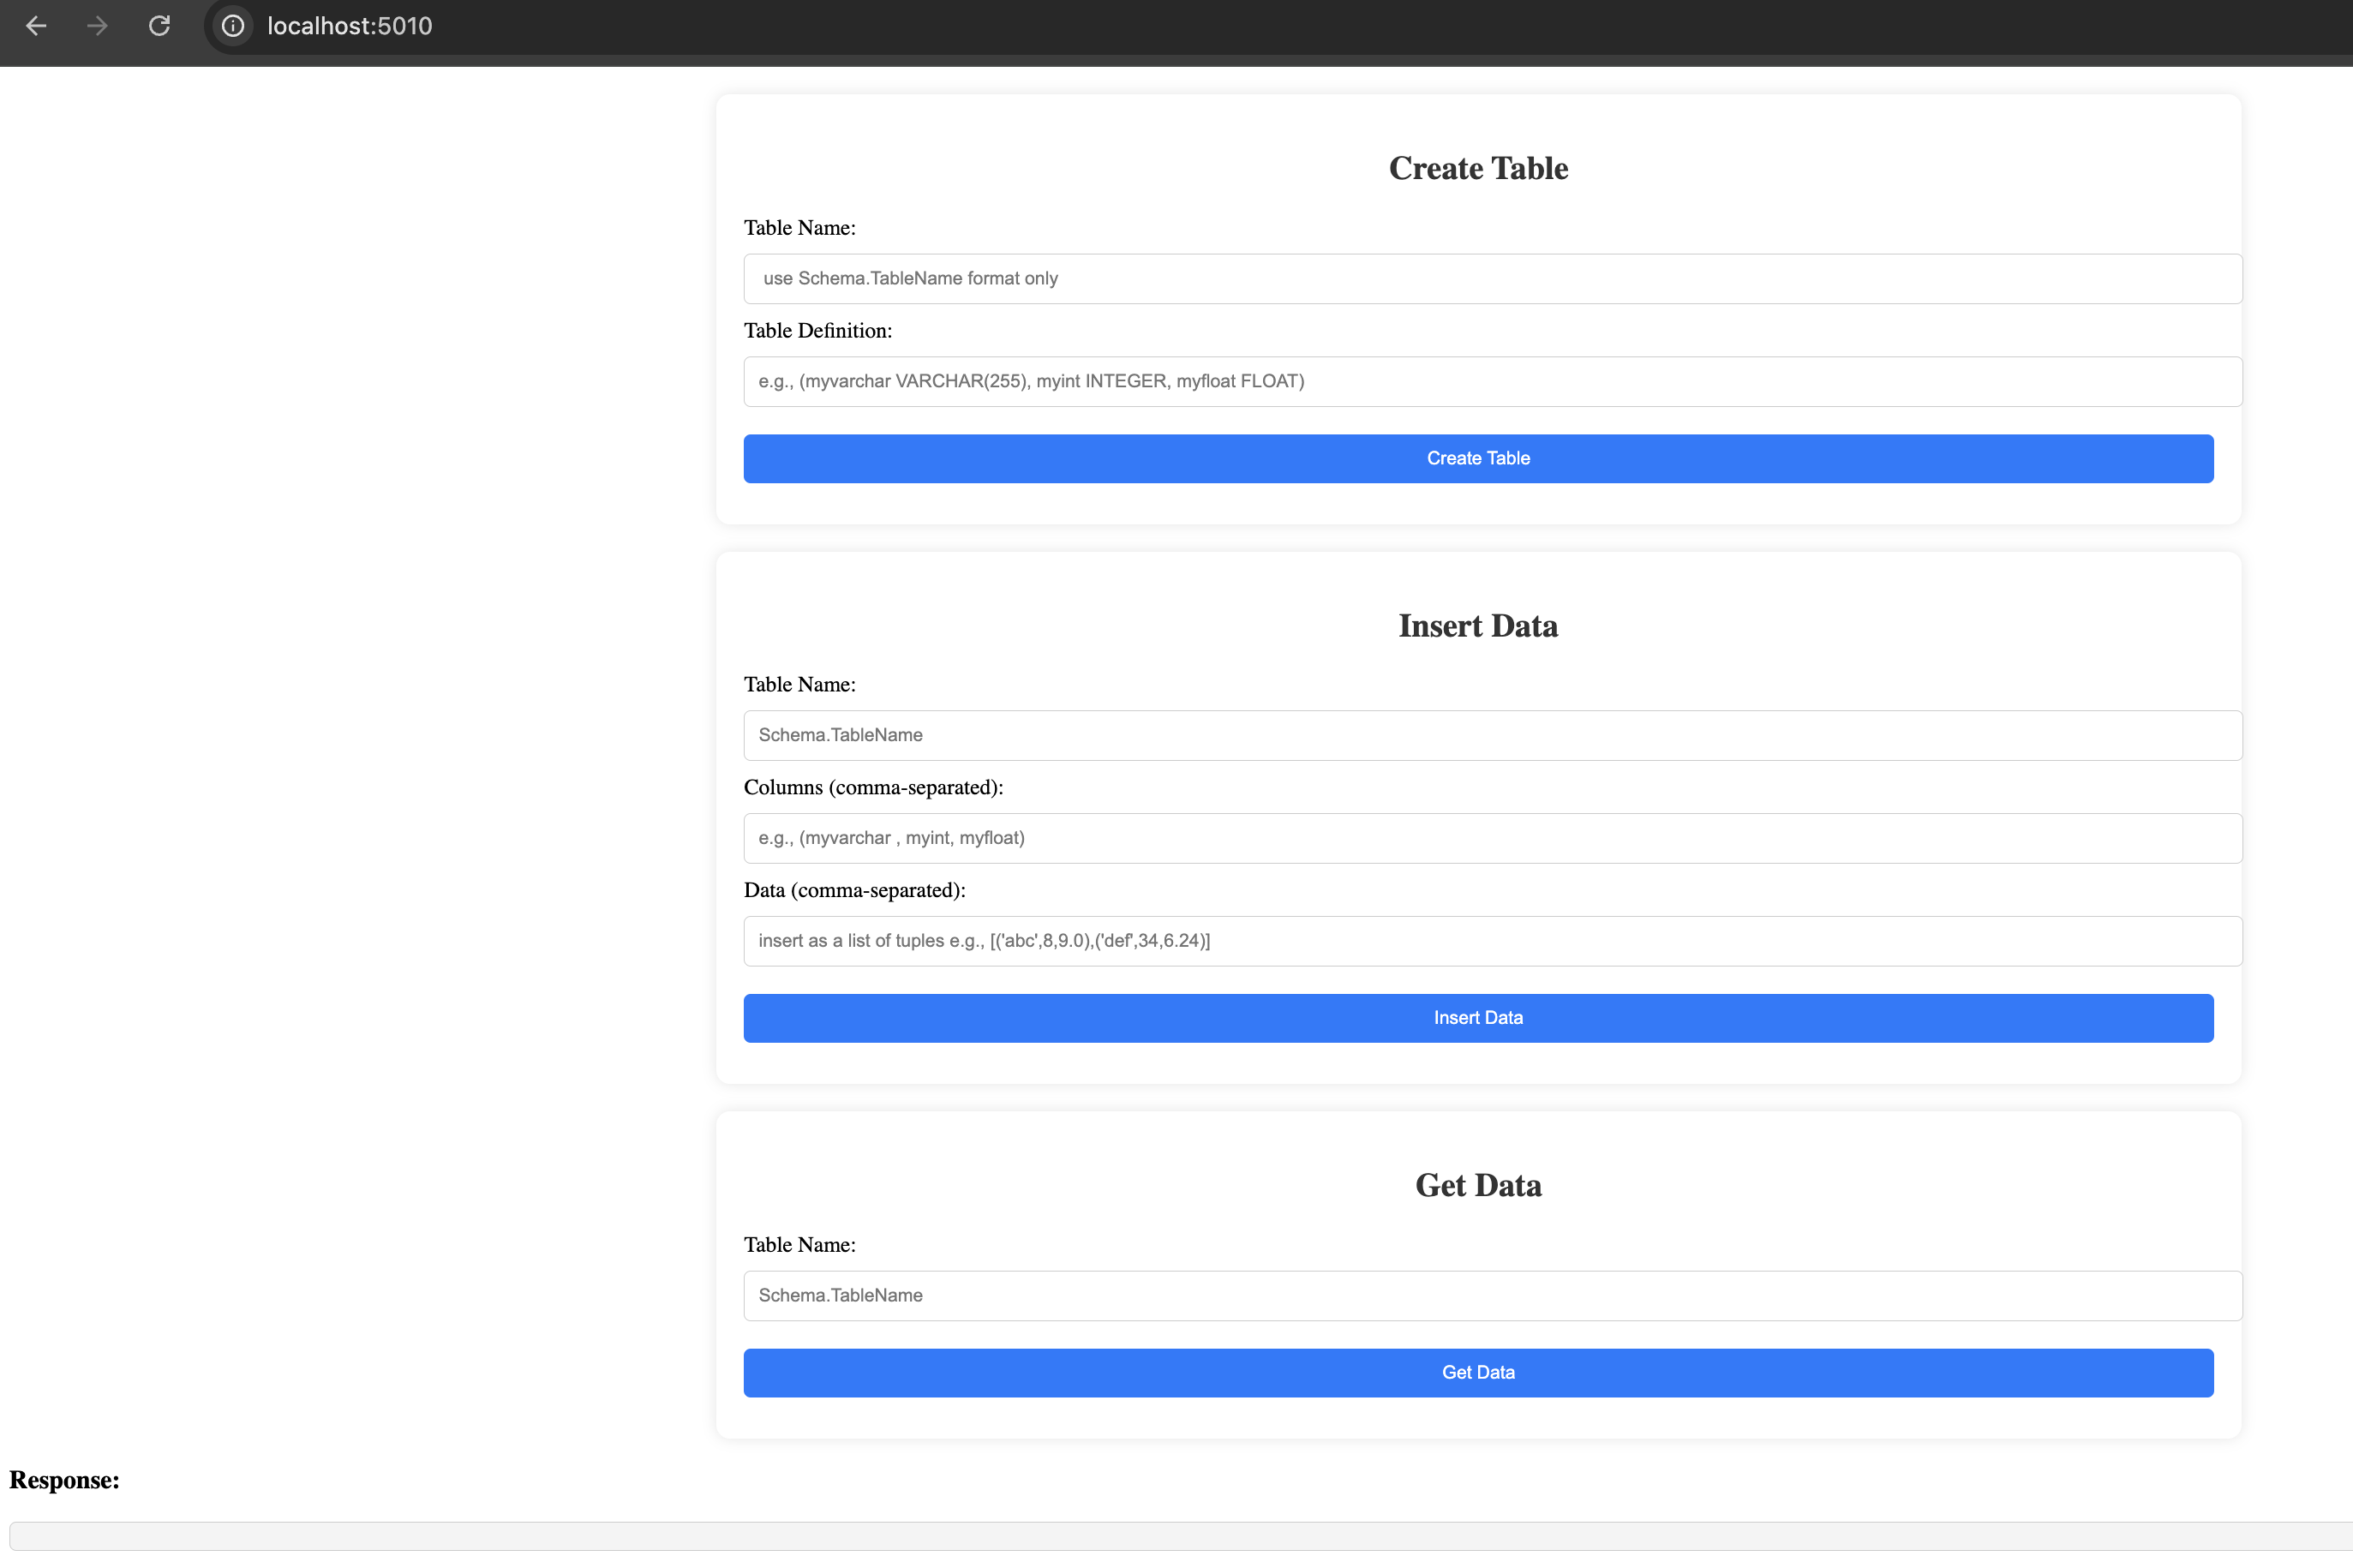 localhost:5010
Create Table
Table Name:
use Schema.TableName format only
Table Definition:
e.g., (myvarchar VARCHAR(255), myint INTEGER, myfloat FLOAT)
Create Table
Insert Data
Table Name:
Schema.TableName
Columns (comma-separated):
e.g., (myvarchar , myint, myfloat)
Data (comma-separated):
insert as a list of tuples e.g., [('abc',8,9.0),('def',34,6.24)]
Insert Data
Get Data
Table Name:
Schema.TableName
Get Data
Response: